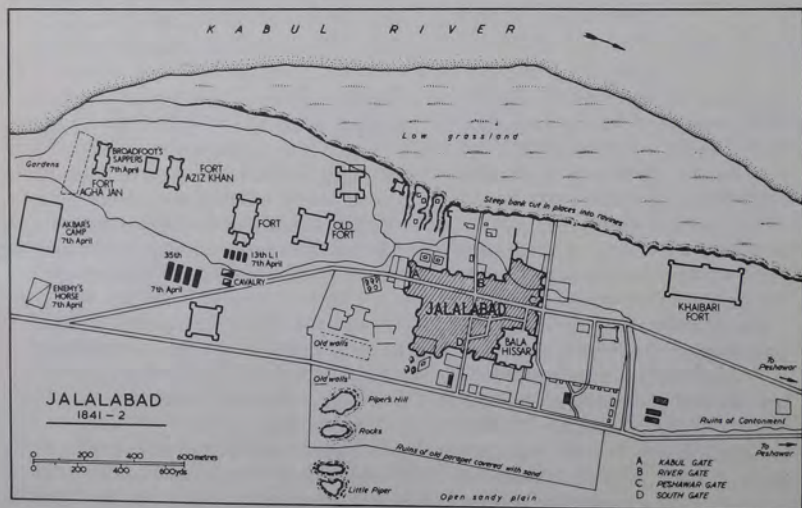 KABUL RIVER
Low grassland
Steep bank cut in places into ravines
Gardens
BROADFOOT'S
SAPPERS
7th April
FORT
AGHA JAN
FORT
AZIZ KHAN
AKBAR'S
CAMP
7th April
FORT
OLD
FORT
35th
7th April
13th L I
7th April
CAVALRY
ENEMY'S
HORSE
7th April
A
B
C
D
JALALABAD
BALA
HISSAR
KHAIBARI
FORT
Old walls
Old walls
To
Peshawar
Piper's Hill
Rocks
Ruins of old parapet covered with sand
Little Piper
Open sandy plain
Ruins of Cantonment
To
Peshawar
JALALABAD
1841 – 2
0 200 400 600 metres
0 200 400 600 yds
A KABUL GATE
B RIVER GATE
C PESHAWAR GATE
D SOUTH GATE